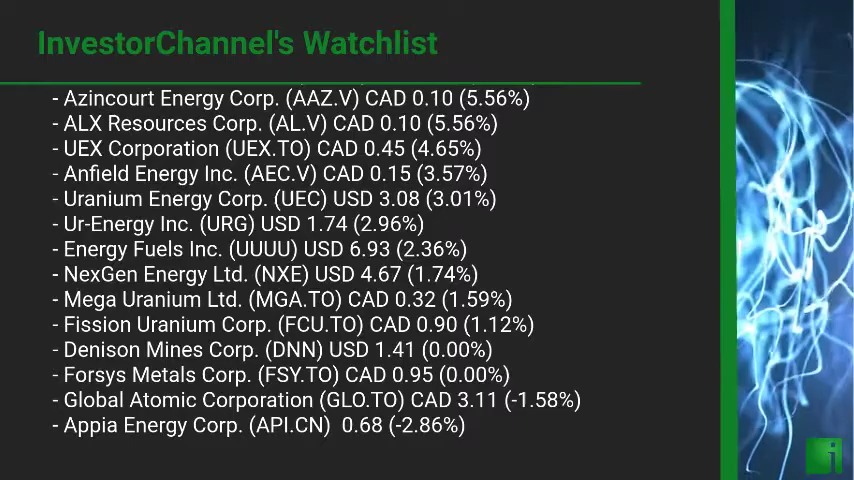 InvestorChannel's Watchlist
- Azincourt Energy Corp. (AAZ.V) CAD 0.10 (5.56%)
- ALX Resources Corp. (AL.V) CAD 0.10 (5.56%)
- UEX Corporation (UEX.TO) CAD 0.45 (4.65%)
- Anfield Energy Inc. (AEC.V) CAD 0.15 (3.57%)
- Uranium Energy Corp. (UEC) USD 3.08 (3.01%)
- Ur-Energy Inc. (URG) USD 1.74 (2.96%)
- Energy Fuels Inc. (UUUU) USD 6.93 (2.36%)
- NexGen Energy Ltd. (NXE) USD 4.67 (1.74%)
- Mega Uranium Ltd. (MGA.TO) CAD 0.32 (1.59%)
- Fission Uranium Corp. (FCU.TO) CAD 0.90 (1.12%)
- Denison Mines Corp. (DNN) USD 1.41 (0.00%)
- Forsys Metals Corp. (FSY.TO) CAD 0.95 (0.00%)
- Global Atomic Corporation (GLO.TO) CAD 3.11 (-1.58%)
- Appia Energy Corp. (API.CN)  0.68 (-2.86%)
i